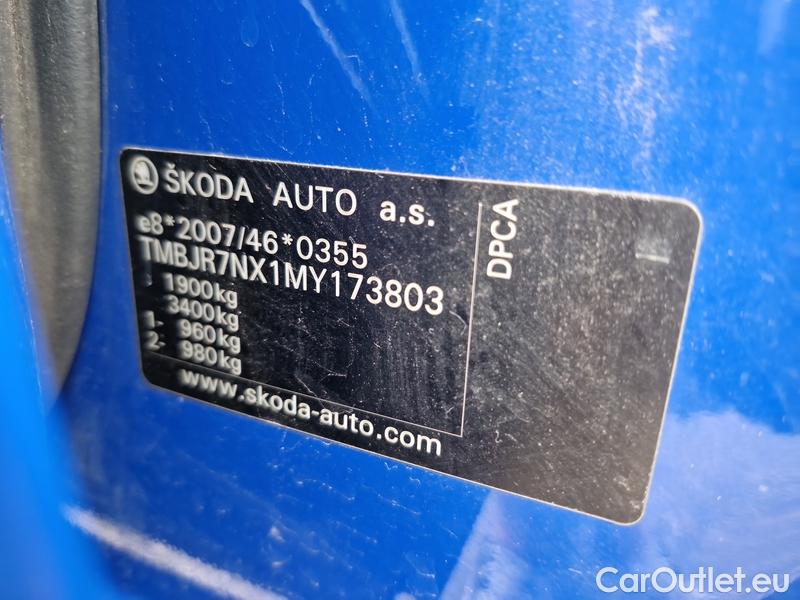 ŠKODA AUTO a.s.
e8*2007/46*0355
TMBJR7NX1MY173803
1900kg
3400kg
1- 960kg
2- 980kg
www.skoda-auto.com
DPCA
CarOutlet.eu